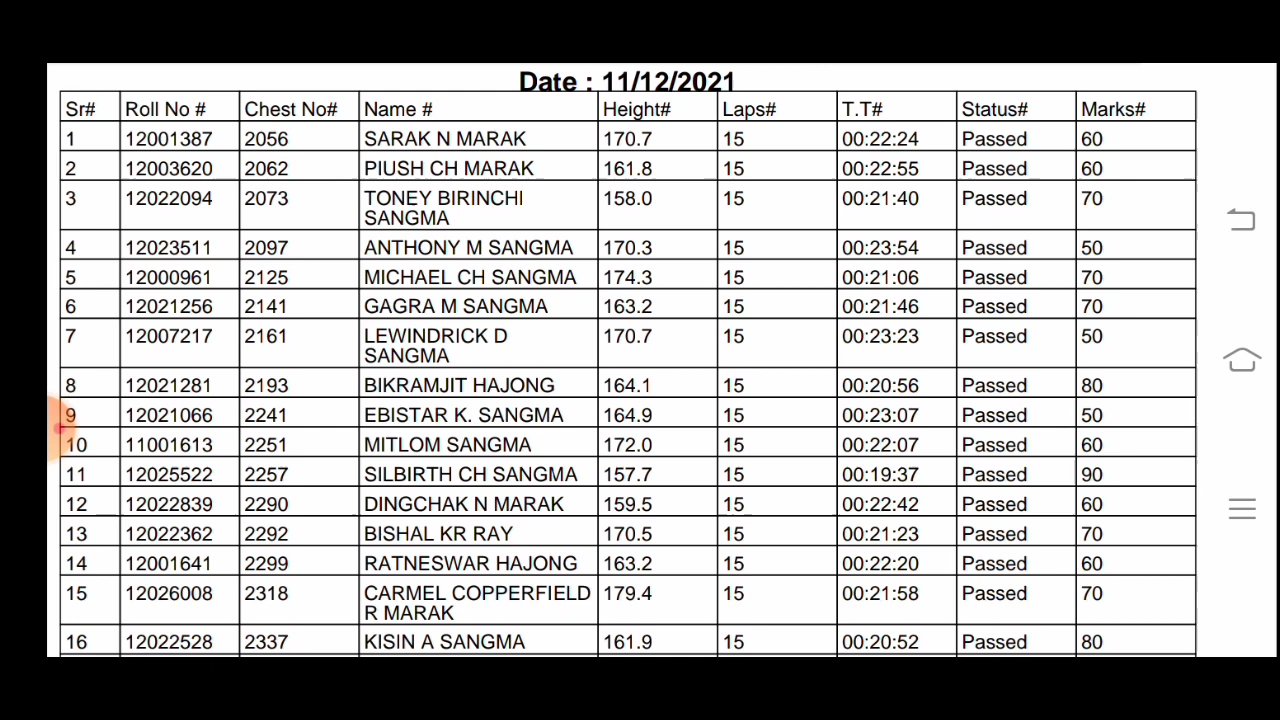 Date : 11/12/2021
Sr# Roll No # Chest No# Name # Height# Laps# T.T# Status# Marks#
1 12001387 2056 SARAK N MARAK 170.7 15 00:22:24 Passed 60
2 12003620 2062 PIUSH CH MARAK 161.8 15 00:22:55 Passed 60
3 12022094 2073 TONEY BIRINCHI 158.0 15 00:21:40 Passed 70
SANGMA
4 12023511 2097 ANTHONY M SANGMA 170.3 15 00:23:54 Passed 50
5 12000961 2125 MICHAEL CH SANGMA 174.3 15 00:21:06 Passed 70
6 12021256 2141 GAGRA M SANGMA 163.2 15 00:21:46 Passed 70
7 12007217 2161 LEWINDRICK D 170.7 15 00:23:23 Passed 50
SANGMA
8 12021281 2193 BIKRAMJIT HAJONG 164.1 15 00:20:56 Passed 80
9 12021066 2241 EBISTAR K. SANGMA 164.9 15 00:23:07 Passed 50
10 11001613 2251 MITLOM SANGMA 172.0 15 00:22:07 Passed 60
11 12025522 2257 SILBIRTH CH SANGMA 157.7 15 00:19:37 Passed 90
12 12022839 2290 DINGCHAK N MARAK 159.5 15 00:22:42 Passed 60
13 12022362 2292 BISHAL KR RAY 170.5 15 00:21:23 Passed 70
14 12001641 2299 RATNESWAR HAJONG 163.2 15 00:22:20 Passed 60
15 12026008 2318 CARMEL COPPERFIELD 179.4 15 00:21:58 Passed 70
R MARAK
16 12022528 2337 KISIN A SANGMA 161.9 15 00:20:52 Passed 80